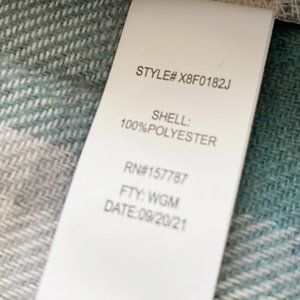 STYLE# X8F0182J
SHELL:
100%POLYESTER
RN#157787
FTY: WGM
DATE:09/20/21